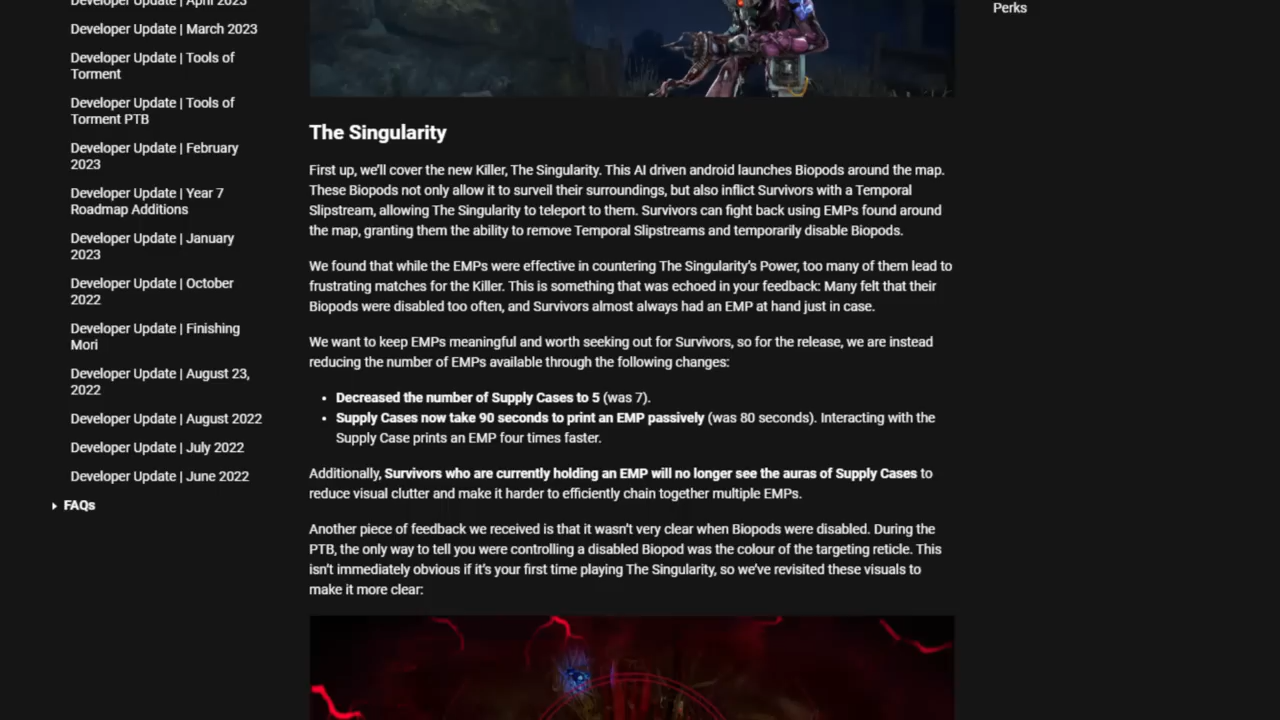 Developer Update | April 2023
Developer Update | March 2023
Developer Update | Tools of
Torment
Developer Update | Tools of
Torment PTB
Developer Update | February
2023
Developer Update | Year 7
Roadmap Additions
Developer Update | January
2023
Developer Update | October
2022
Developer Update | Finishing
Mori
Developer Update | August 23,
2022
Developer Update | August 2022
Developer Update | July 2022
Developer Update | June 2022
FAQs
The Singularity
First up, we’ll cover the new Killer, The Singularity. This AI driven android launches Biopods around the map.
These Biopods not only allow it to surveil their surroundings, but also inflict Survivors with a Temporal
Slipstream, allowing The Singularity to teleport to them. Survivors can fight back using EMPs found around
the map, granting them the ability to remove Temporal Slipstreams and temporarily disable Biopods.
We found that while the EMPs were effective in countering The Singularity’s Power, too many of them lead to
frustrating matches for the Killer. This is something that was echoed in your feedback: Many felt that their
Biopods were disabled too often, and Survivors almost always had an EMP at hand just in case.
We want to keep EMPs meaningful and worth seeking out for Survivors, so for the release, we are instead
reducing the number of EMPs available through the following changes:
• Decreased the number of Supply Cases to 5 (was 7).
• Supply Cases now take 90 seconds to print an EMP passively (was 80 seconds). Interacting with the
Supply Case prints an EMP four times faster.
Additionally, Survivors who are currently holding an EMP will no longer see the auras of Supply Cases to
reduce visual clutter and make it harder to efficiently chain together multiple EMPs.
Another piece of feedback we received is that it wasn’t very clear when Biopods were disabled. During the
PTB, the only way to tell you were controlling a disabled Biopod was the colour of the targeting reticle. This
isn’t immediately obvious if it’s your first time playing The Singularity, so we’ve revisited these visuals to
make it more clear:
Perks